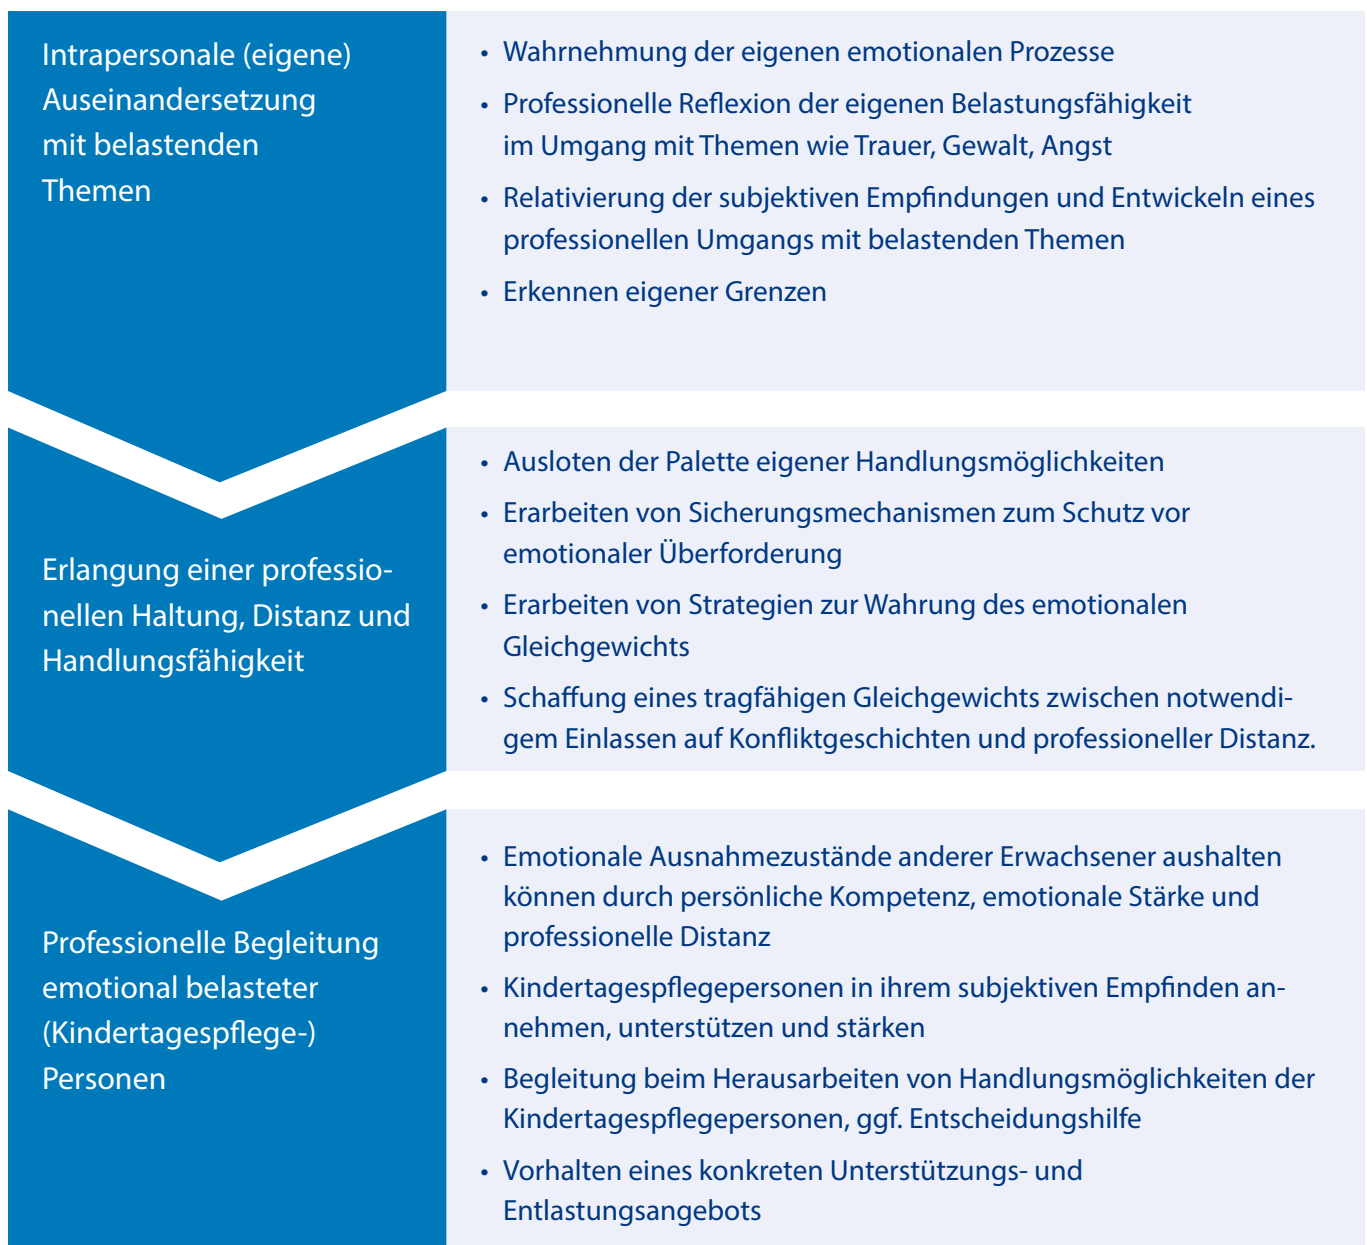 Intrapersonale (eigene)
Auseinandersetzung
mit belastenden
Themen
• Wahrnehmung der eigenen emotionalen Prozesse
• Professionelle Reflexion der eigenen Belastungsfähigkeit
im Umgang mit Themen wie Trauer, Gewalt, Angst
• Relativierung der subjektiven Empfindungen und Entwickeln eines
professionellen Umgangs mit belastenden Themen
• Erkennen eigener Grenzen
Erlangung einer professio-
nellen Haltung, Distanz und
Handlungsfähigkeit
• Ausloten der Palette eigener Handlungsmöglichkeiten
• Erarbeiten von Sicherungsmechanismen zum Schutz vor
emotionaler Überforderung
• Erarbeiten von Strategien zur Wahrung des emotionalen
Gleichgewichts
• Schaffung eines tragfähigen Gleichgewichts zwischen notwendi-
gem Einlassen auf Konfliktgeschichten und professioneller Distanz.
Professionelle Begleitung
emotional belasteter
(Kindertagespflege-)
Personen
• Emotionale Ausnahmezustände anderer Erwachsener aushalten
können durch persönliche Kompetenz, emotionale Stärke und
professionelle Distanz
• Kindertagespflegepersonen in ihrem subjektiven Empfinden an-
nehmen, unterstützen und stärken
• Begleitung beim Herausarbeiten von Handlungsmöglichkeiten der
Kindertagespflegepersonen, ggf. Entscheidungshilfe
• Vorhalten eines konkreten Unterstützungs- und
Entlastungsangebots